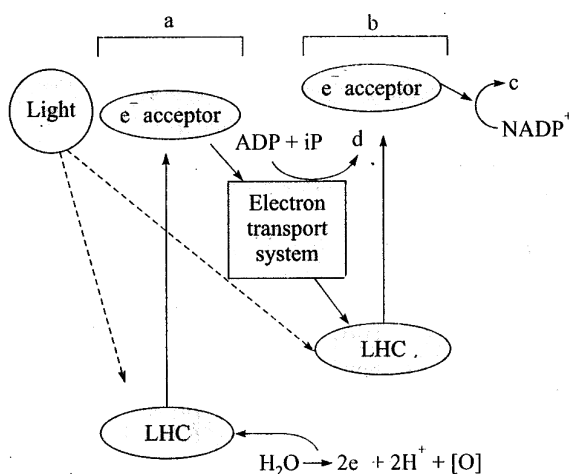 a
b
Light
e⁻ acceptor
e⁻ acceptor
c
NADP⁺
ADP + iP
d
Electron
transport
system
LHC
LHC
H₂O → 2e + 2H⁺ + [O]